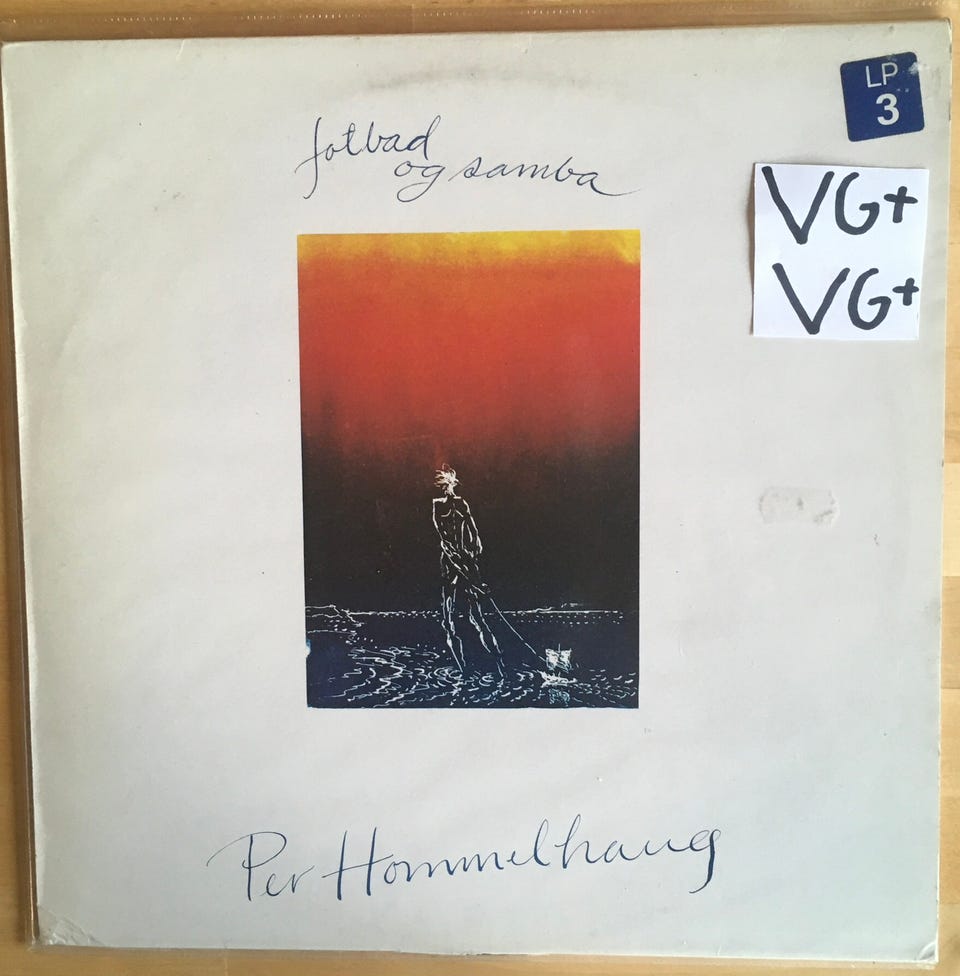 fotbad
og samba
LP
3
VG+
VG+
Per Hommelhaug